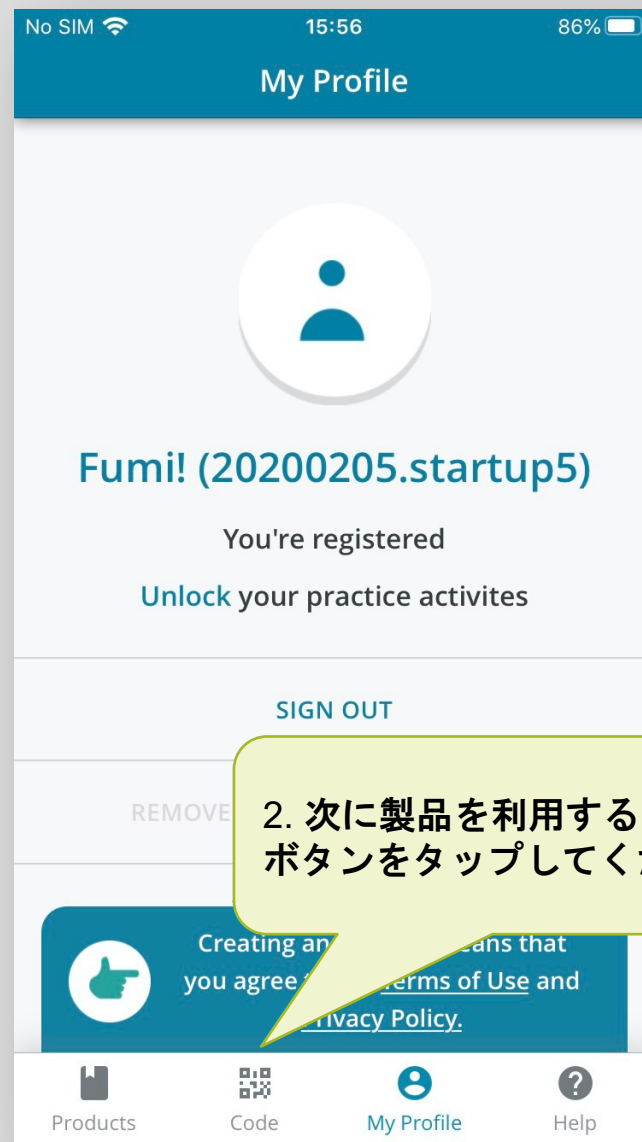 No SIM 15:56 86%
My Profile
Fumi! (20200205.startup5)
You're registered
Unlock your practice activites
SIGN OUT
REMOVE
2. 次に製品を利用する
ボタンをタップしてく
Creating an that
you agree Terms of Use and
Privacy Policy.
Products Code My Profile Help